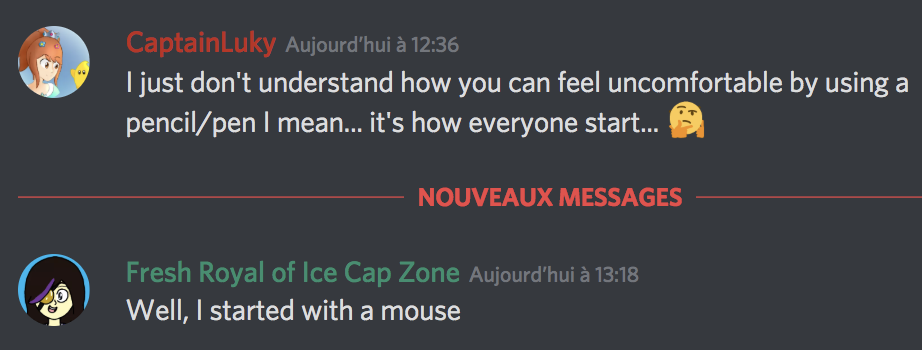 CaptainLuky Aujourd’hui à 12:36
I just don't understand how you can feel uncomfortable by using a
pencil/pen I mean... it's how everyone start... 🤔
NOUVEAUX MESSAGES
Fresh Royal of Ice Cap Zone Aujourd’hui à 13:18
Well, I started with a mouse